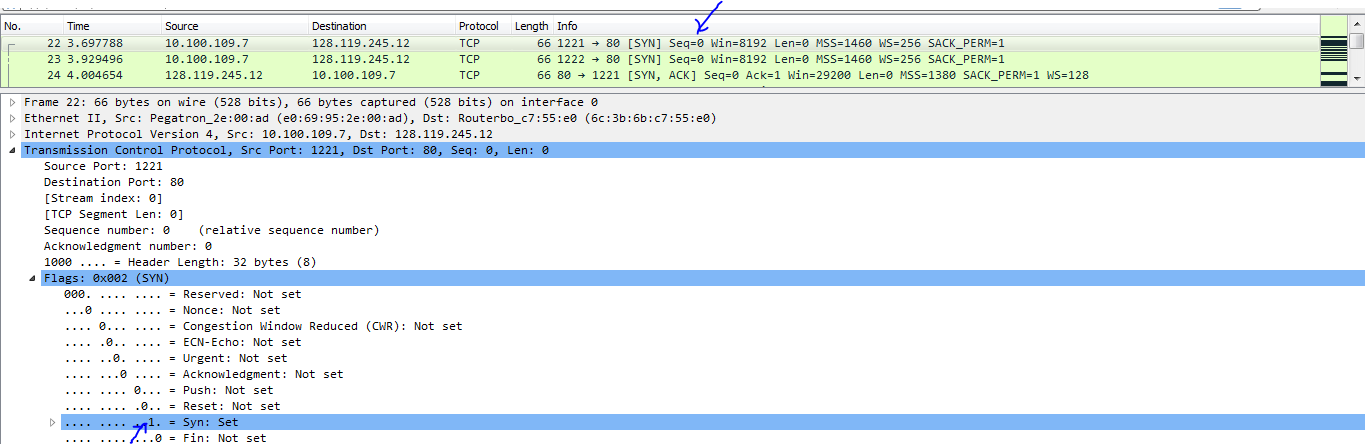 No. Time Source Destination Protocol Length Info
22 3.697788 10.100.109.7 128.119.245.12 TCP 66 1221 → 80 [SYN] Seq=0 Win=8192 Len=0 MSS=1460 WS=256 SACK_PERM=1
23 3.929496 10.100.109.7 128.119.245.12 TCP 66 1222 → 80 [SYN] Seq=0 Win=8192 Len=0 MSS=1460 WS=256 SACK_PERM=1
24 4.004654 128.119.245.12 10.100.109.7 TCP 66 80 → 1221 [SYN, ACK] Seq=0 Ack=1 Win=29200 Len=0 MSS=1380 SACK_PERM=1 WS=128
Frame 22: 66 bytes on wire (528 bits), 66 bytes captured (528 bits) on interface 0
Ethernet II, Src: Pegatron_2e:00:ad (e0:69:95:2e:00:ad), Dst: Routerbo_c7:55:e0 (6c:3b:6b:c7:55:e0)
Internet Protocol Version 4, Src: 10.100.109.7, Dst: 128.119.245.12
Transmission Control Protocol, Src Port: 1221, Dst Port: 80, Seq: 0, Len: 0
Source Port: 1221
Destination Port: 80
[Stream index: 0]
[TCP Segment Len: 0]
Sequence number: 0 (relative sequence number)
Acknowledgment number: 0
1000 .... = Header Length: 32 bytes (8)
Flags: 0x002 (SYN)
000. .... .... = Reserved: Not set
...0 .... .... = Nonce: Not set
.... 0... .... = Congestion Window Reduced (CWR): Not set
.... .0.. .... = ECN-Echo: Not set
.... ..0. .... = Urgent: Not set
.... ...0 .... = Acknowledgment: Not set
.... .... 0... = Push: Not set
.... .... .0.. = Reset: Not set
.... .... ..1. = Syn: Set
.... .... ...0 = Fin: Not set